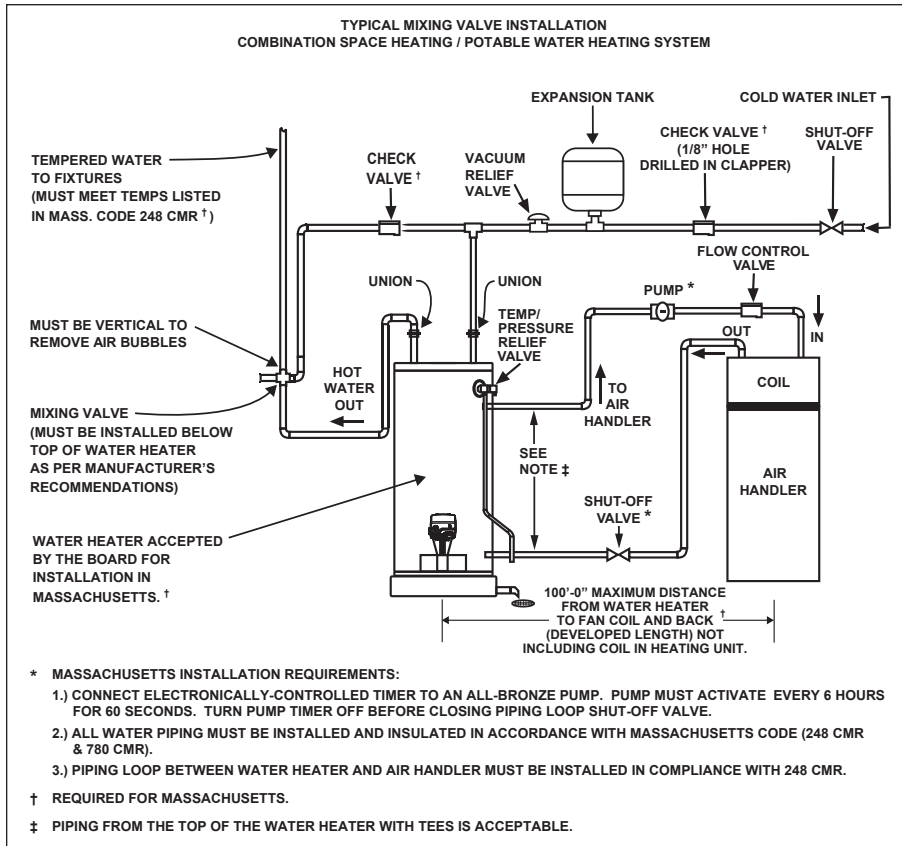 TYPICAL MIXING VALVE INSTALLATION
COMBINATION SPACE HEATING / POTABLE WATER HEATING SYSTEM
EXPANSION TANK
COLD WATER INLET
TEMPERED WATER
TO FIXTURES
(MUST MEET TEMPS LISTED
IN MASS. CODE 248 CMR †)
CHECK
VALVE †
VACUUM
RELIEF
VALVE
CHECK VALVE †
(1/8" HOLE
DRILLED IN CLAPPER)
SHUT-OFF
VALVE
FLOW CONTROL
VALVE
UNION
UNION
PUMP *
TEMP/
PRESSURE
RELIEF
VALVE
OUT
IN
MUST BE VERTICAL TO
REMOVE AIR BUBBLES
HOT
WATER
OUT
TO
AIR
HANDLER
COIL
MIXING VALVE
(MUST BE INSTALLED BELOW
TOP OF WATER HEATER
AS PER MANUFACTURER'S
RECOMMENDATIONS)
SEE
NOTE ‡
AIR
HANDLER
SHUT-OFF
VALVE *
WATER HEATER ACCEPTED
BY THE BOARD FOR
INSTALLATION IN
MASSACHUSETTS. †
100'-0" MAXIMUM DISTANCE
FROM WATER HEATER
TO FAN COIL AND BACK †
(DEVELOPED LENGTH) NOT
INCLUDING COIL IN HEATING UNIT.
* MASSACHUSETTS INSTALLATION REQUIREMENTS:
1.) CONNECT ELECTRONICALLY-CONTROLLED TIMER TO AN ALL-BRONZE PUMP. PUMP MUST ACTIVATE EVERY 6 HOURS
FOR 60 SECONDS. TURN PUMP TIMER OFF BEFORE CLOSING PIPING LOOP SHUT-OFF VALVE.
2.) ALL WATER PIPING MUST BE INSTALLED AND INSULATED IN ACCORDANCE WITH MASSACHUSETTS CODE (248 CMR
& 780 CMR).
3.) PIPING LOOP BETWEEN WATER HEATER AND AIR HANDLER MUST BE INSTALLED IN COMPLIANCE WITH 248 CMR.
† REQUIRED FOR MASSACHUSETTS.
‡ PIPING FROM THE TOP OF THE WATER HEATER WITH TEES IS ACCEPTABLE.